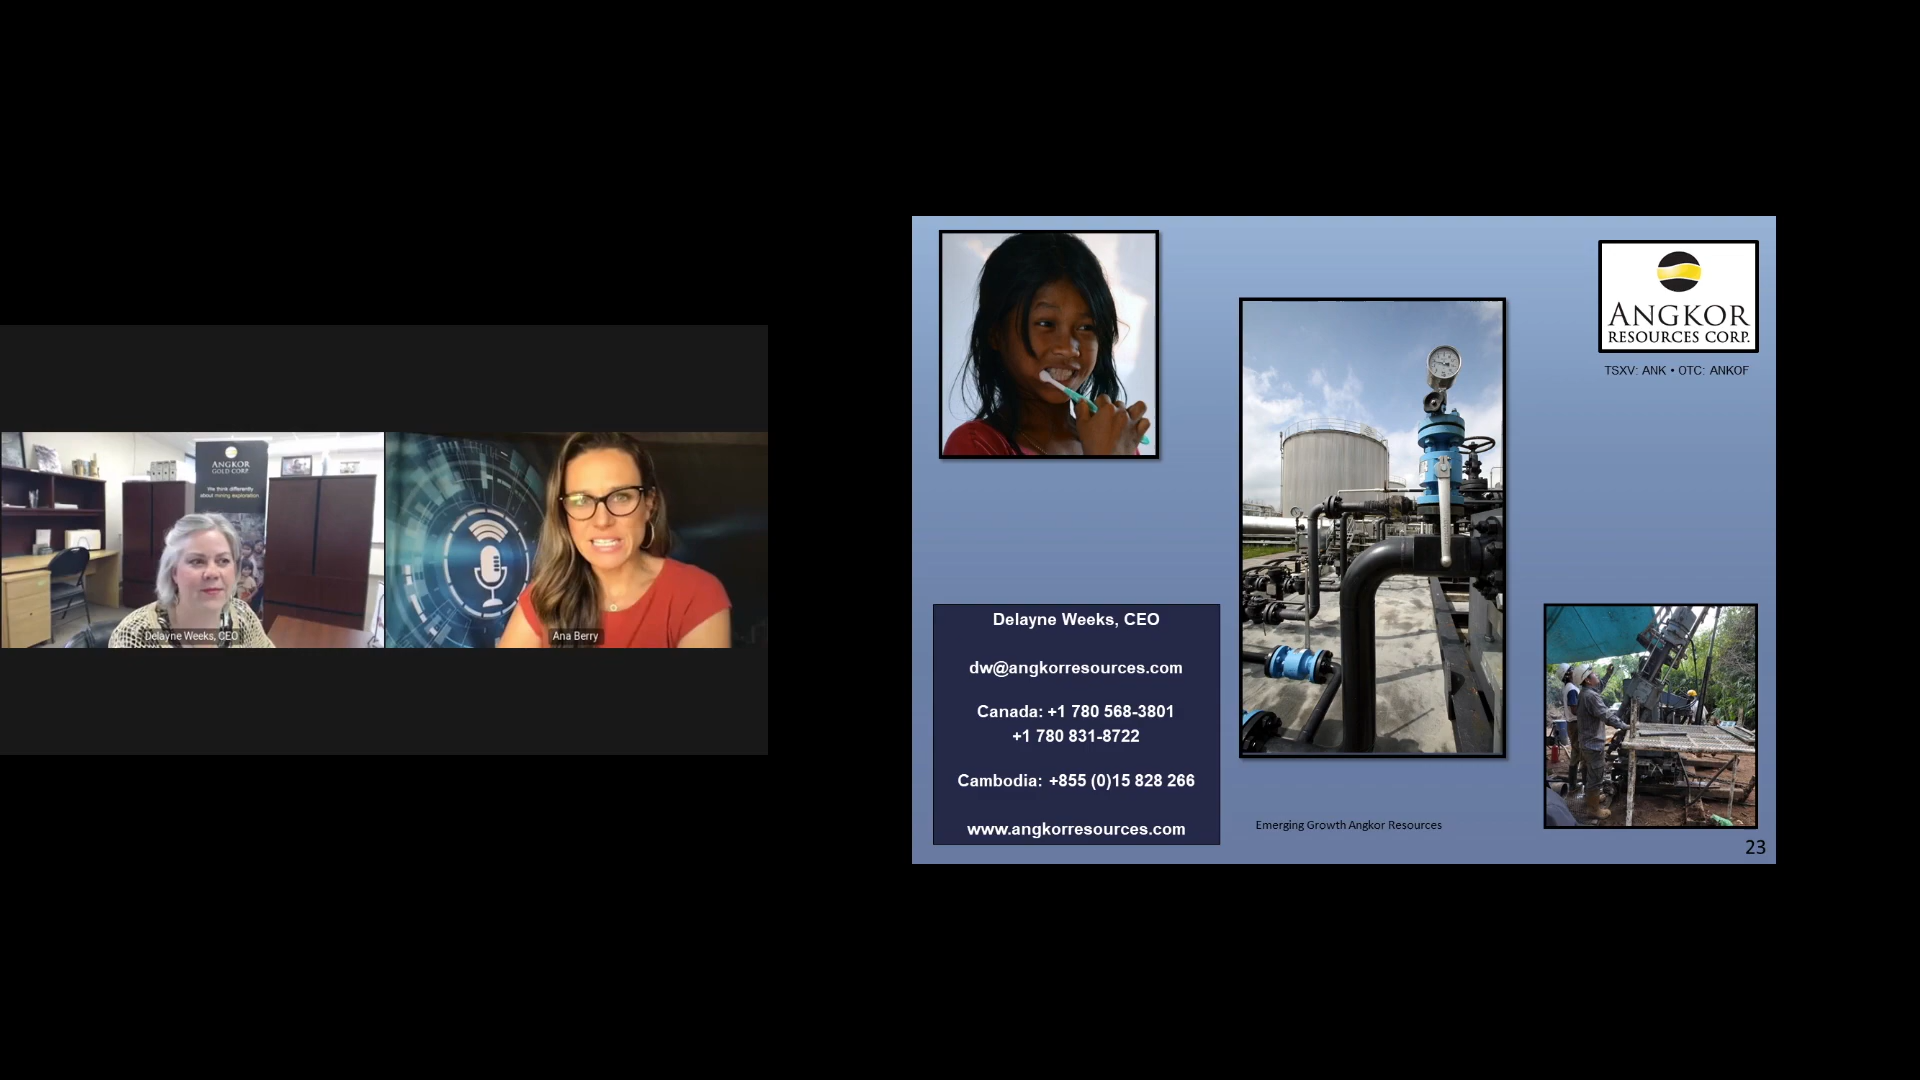 ANGKOR
GOLD CORP.
We think differently
about mining exploration.
Delayne Weeks, CEO
Ana Berry
ANGKOR
RESOURCES CORP.
TSXV: ANK • OTC: ANKOF
Delayne Weeks, CEO
dw@angkorresources.com
Canada: +1 780 568-3801
+1 780 831-8722
Cambodia: +855 (0)15 828 266
www.angkorresources.com
Emerging Growth Angkor Resources
23